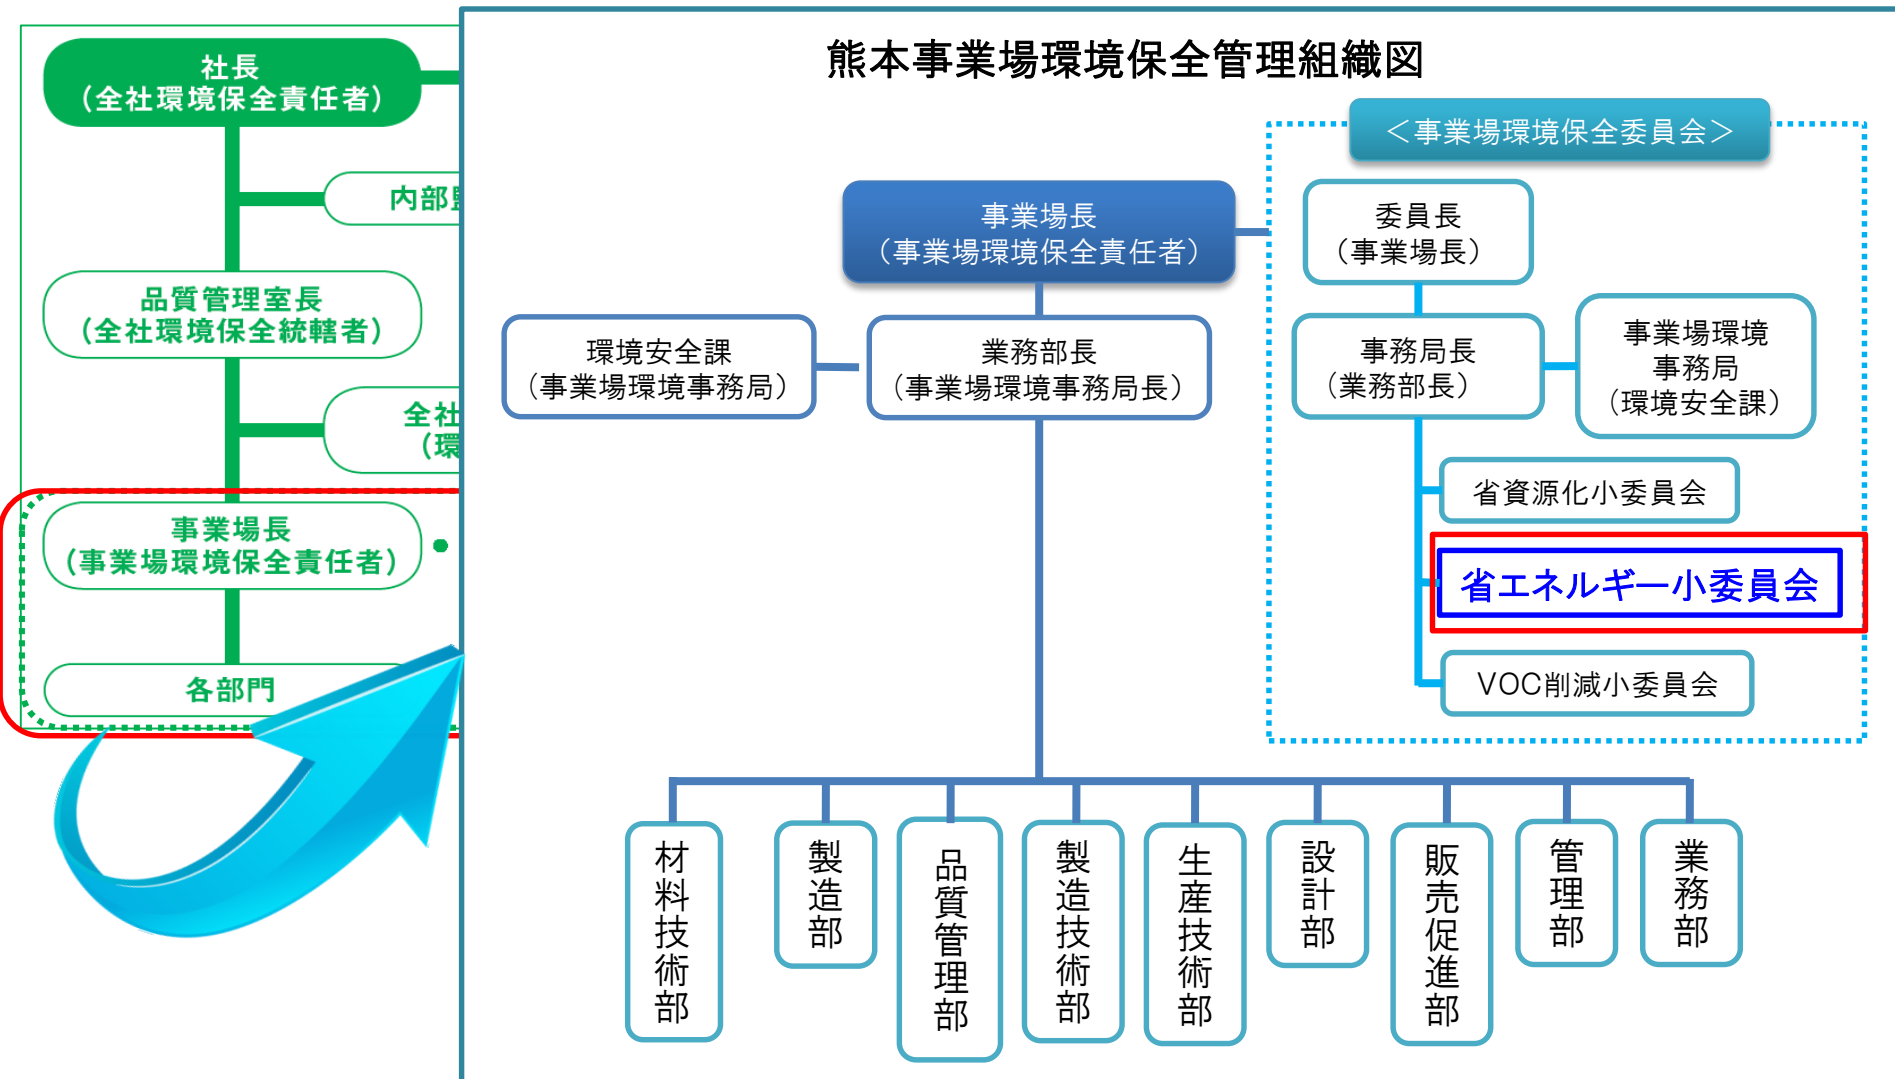 社長
（全社環境保全責任者）
内部
品質管理室長
（全社環境保全統轄者）
全社
（環
事業場長
（事業場環境保全責任者）
各部門
熊本事業場環境保全管理組織図
＜事業場環境保全委員会＞
事業場長
（事業場環境保全責任者）
委員長
（事業場長）
環境安全課
（事業場環境事務局）
業務部長
（事業場環境事務局長）
事務局長
（業務部長）
事業場環境
事務局
（環境安全課）
省資源化小委員会
省エネルギー小委員会
VOC削減小委員会
材料技術部
製造部
品質管理部
製造技術部
生産技術部
設計部
販売促進部
管理部
業務部